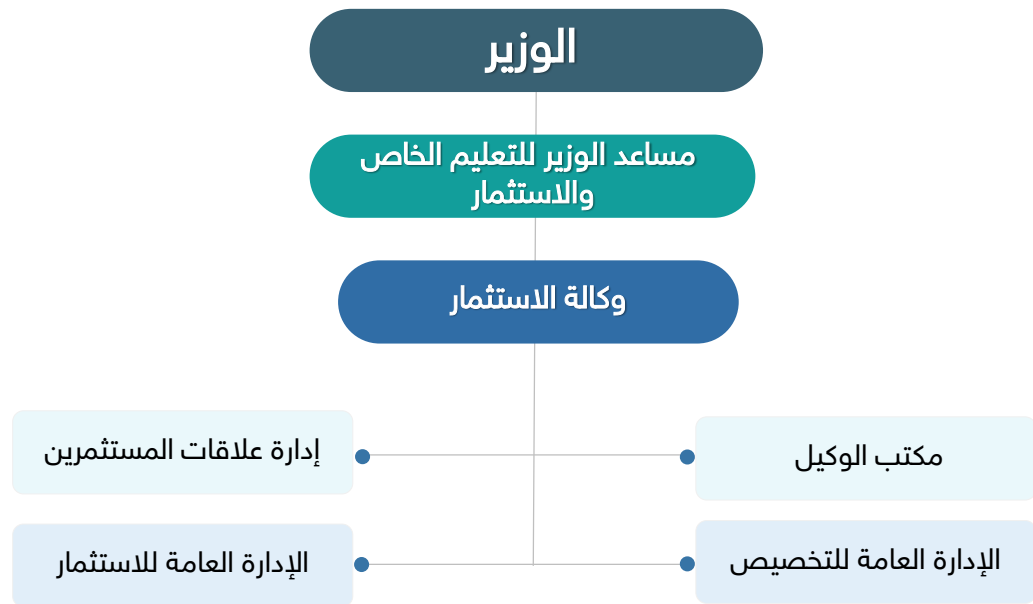 الوزير
مساعد الوزير للتعليم الخاص
والاستثمار
وكالة الاستثمار
مكتب الوكيل
إدارة علاقات المستثمرين
الإدارة العامة للتخصيص
الإدارة العامة للاستثمار